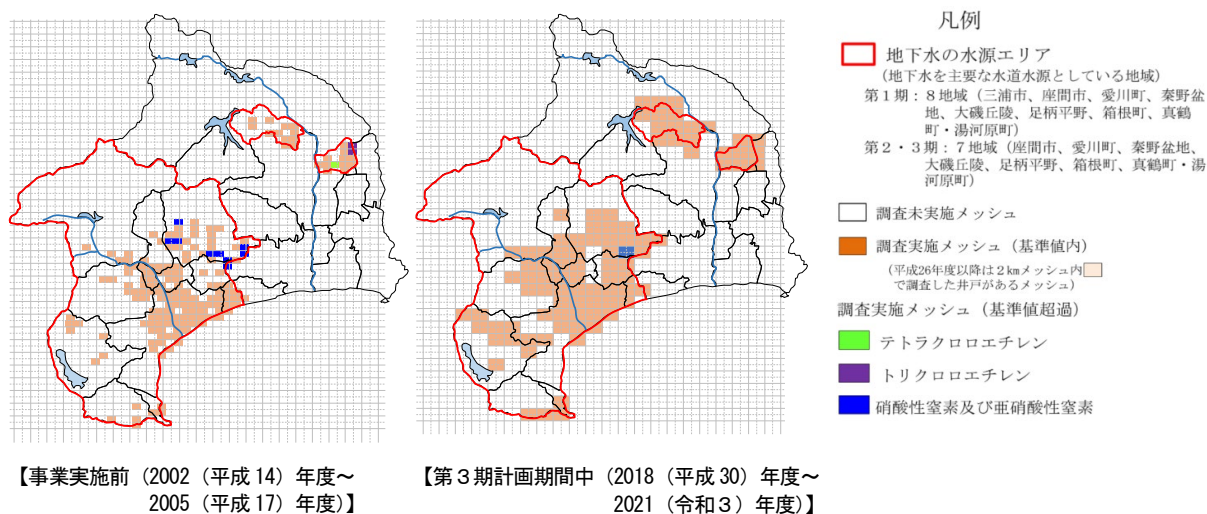 凡例
地下水の水源エリア
（地下水を主要な水道水源としている地域）
第１期：８地域（三浦市、座間市、愛川町、秦野盆
地、大磯丘陵、足柄平野、箱根町、真鶴
町・湯河原町）
第２・３期：７地域（座間市、愛川町、秦野盆地、
大磯丘陵、足柄平野、箱根町、真鶴町・湯
河原町）
調査未実施メッシュ
調査実施メッシュ（基準値内）
（平成26年度以降は２㎞メッシュ内
で調査した井戸があるメッシュ）
調査実施メッシュ（基準値超過）
テトラクロロエチレン
トリクロロエチレン
硝酸性窒素及び亜硝酸性窒素
【事業実施前（2002（平成14）年度～
2005（平成17）年度）】
【第３期計画期間中（2018（平成30）年度～
2021（令和３）年度）】